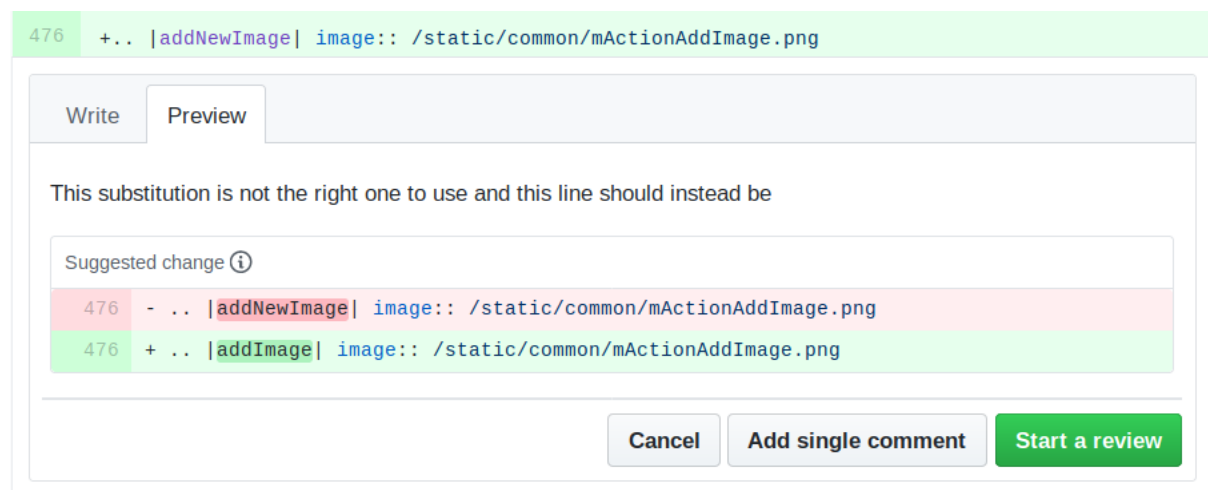 476 +.. |addNewImage| image:: /static/common/mActionAddImage.png
Write Preview
This substitution is not the right one to use and this line should instead be
Suggested change
476 - .. |addNewImage| image:: /static/common/mActionAddImage.png
476 + .. |addImage| image:: /static/common/mActionAddImage.png
Cancel Add single comment Start a review